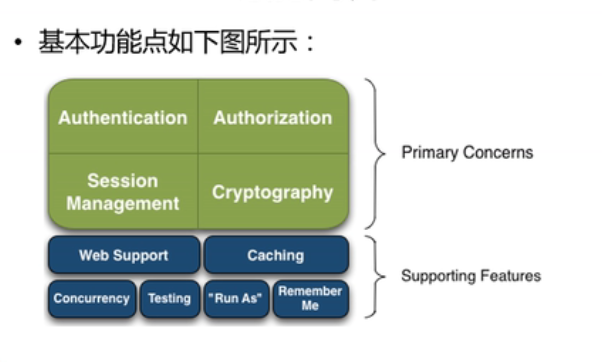 • 基本功能点如下图所示：
Authentication
Authorization
Session
Management
Cryptography
Primary Concerns
Web Support
Caching
Concurrency
Testing
"Run As"
Remember
Me
Supporting Features